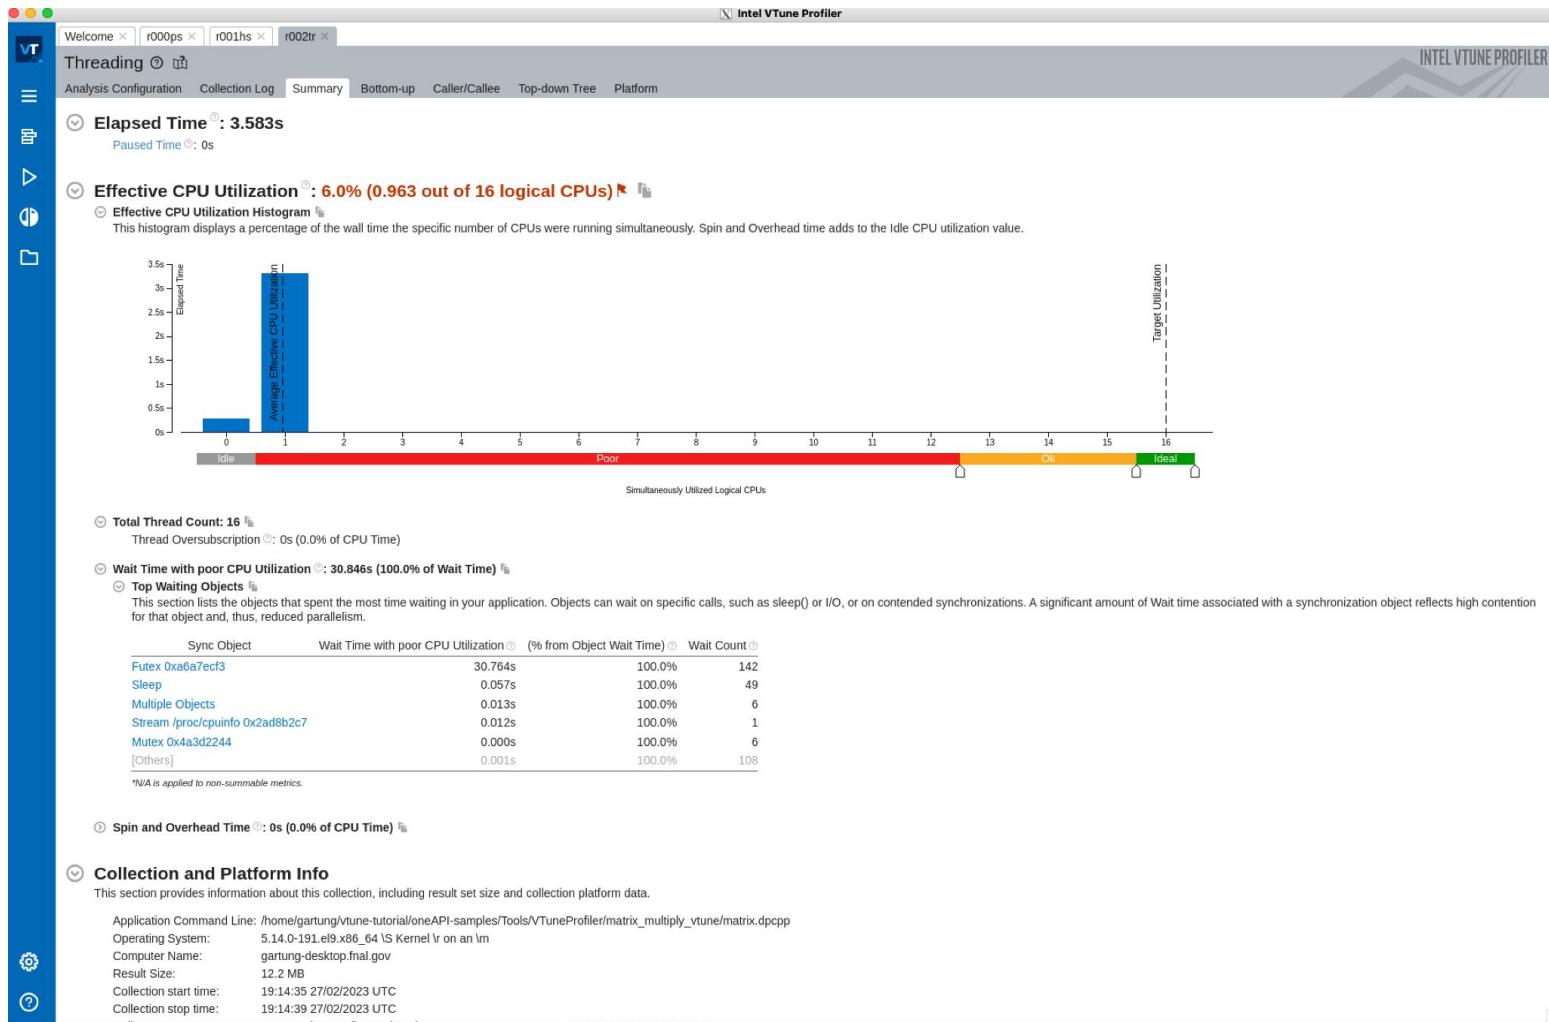 Intel VTune Profiler
Welcome × r000ps × r001hs × r002tr ×
VT
Threading
INTEL VTUNE PROFILER
Analysis Configuration Collection Log Summary Bottom-up Caller/Callee Top-down Tree Platform
Elapsed Time : 3.583s
Paused Time : 0s
Effective CPU Utilization : 6.0% (0.963 out of 16 logical CPUs)
Effective CPU Utilization Histogram
This histogram displays a percentage of the wall time the specific number of CPUs were running simultaneously. Spin and Overhead time adds to the Idle CPU utilization value.
3.5s
3s
2.5s
2s
1.5s
1s
0.5s
0s
Elapsed Time
Average Effective CPU Utilization
Target Utilization
0 1 2 3 4 5 6 7 8 9 10 11 12 13 14 15 16
Idle Poor Ok Ideal
Simultaneously Utilized Logical CPUs
Total Thread Count: 16
Thread Oversubscription : 0s (0.0% of CPU Time)
Wait Time with poor CPU Utilization : 30.846s (100.0% of Wait Time)
Top Waiting Objects
This section lists the objects that spent the most time waiting in your application. Objects can wait on specific calls, such as sleep() or I/O, or on contended synchronizations. A significant amount of Wait time associated with a synchronization object reflects high contention
for that object and, thus, reduced parallelism.
Sync Object Wait Time with poor CPU Utilization (% from Object Wait Time) Wait Count
Futex 0xa6a7ecf3 30.764s 100.0% 142
Sleep 0.057s 100.0% 49
Multiple Objects 0.013s 100.0% 6
Stream /proc/cpuinfo 0x2ad8b2c7 0.012s 100.0% 1
Mutex 0x4a3d2244 0.000s 100.0% 6
[Others] 0.001s 100.0% 108
*N/A is applied to non-summable metrics.
Spin and Overhead Time : 0s (0.0% of CPU Time)
Collection and Platform Info
This section provides information about this collection, including result set size and collection platform data.
Application Command Line: /home/gartung/vtune-tutorial/oneAPI-samples/Tools/VTuneProfiler/matrix_multiply_vtune/matrix.dpcpp
Operating System: 5.14.0-191.el9.x86_64 \S Kernel \r on an \m
Computer Name: gartung-desktop.fnal.gov
Result Size: 12.2 MB
Collection start time: 19:14:35 27/02/2023 UTC
Collection stop time: 19:14:39 27/02/2023 UTC